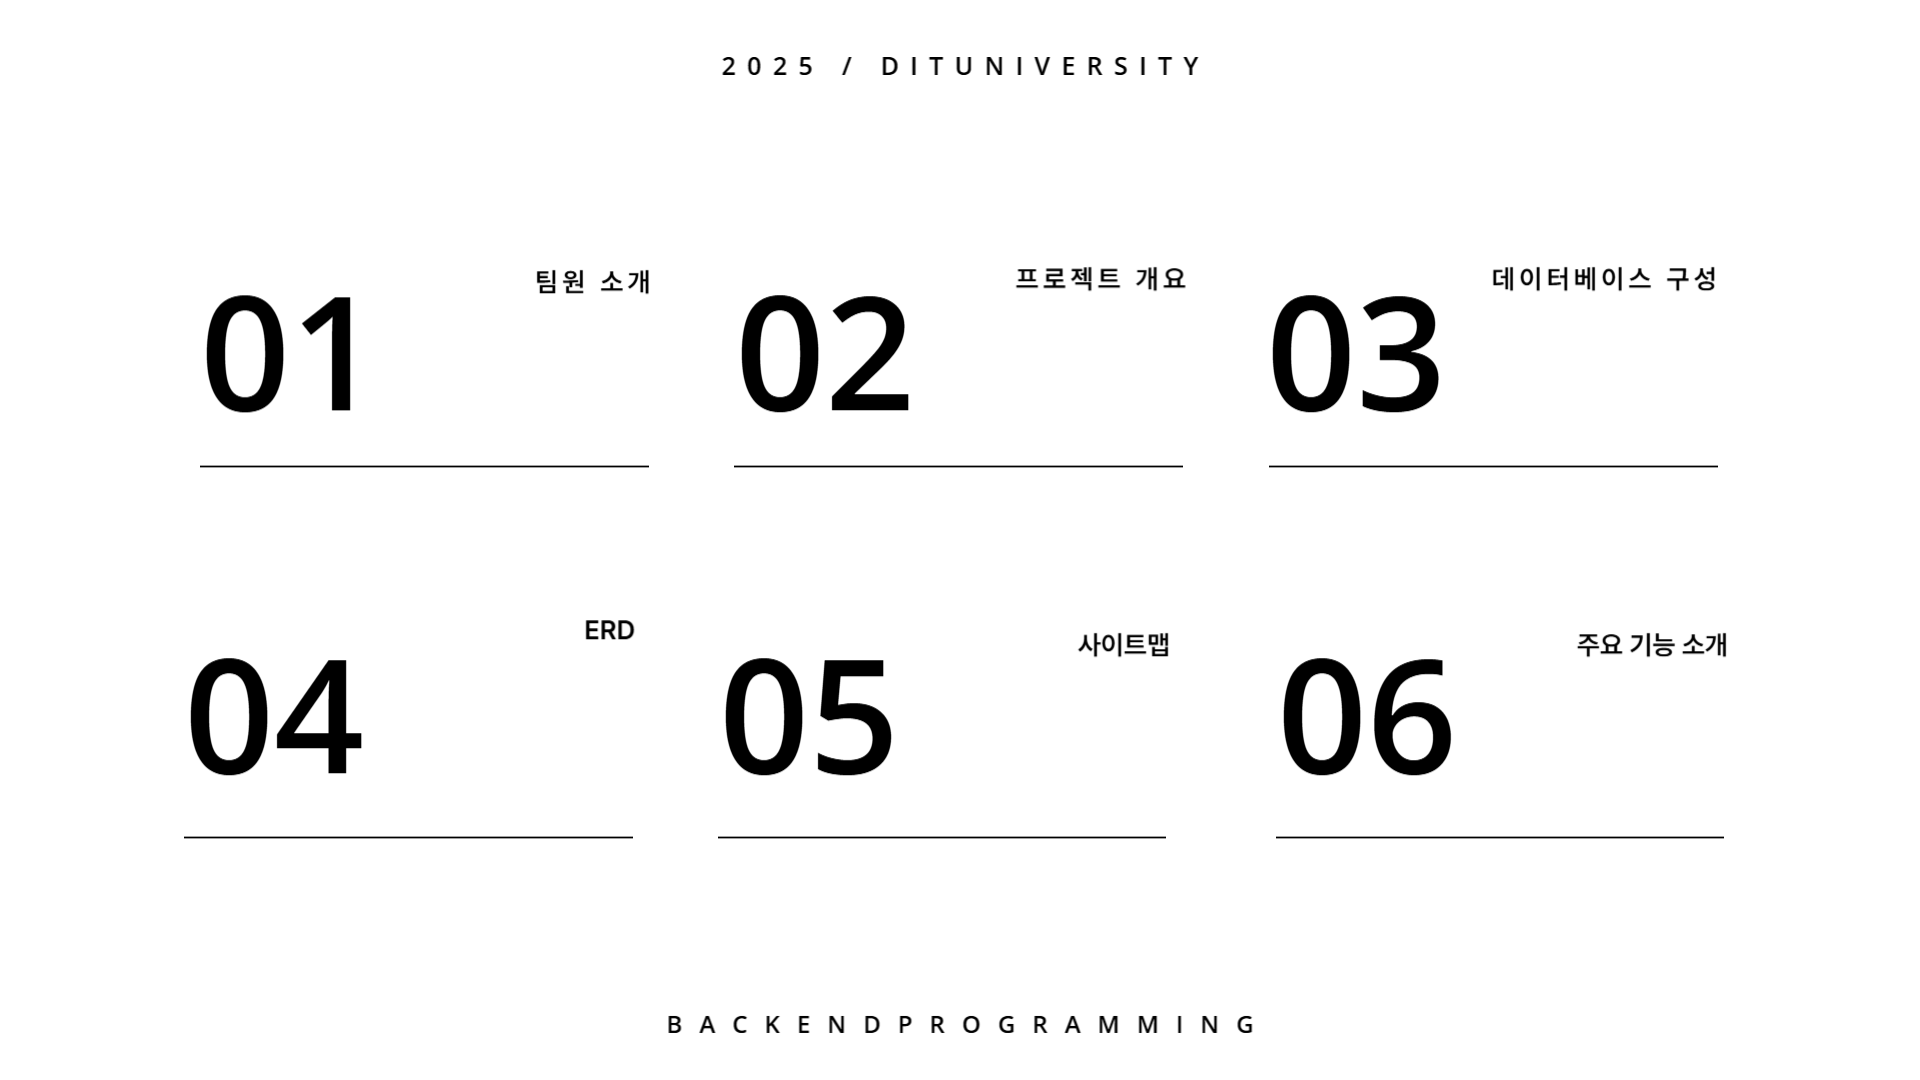 2025 / DITUNIVERSITY
01
팀원 소개
02
프로젝트 개요
03
데이터베이스 구성
04
ERD
05
사이트맵
06
주요 기능 소개
BACKENDPROGRAMMING